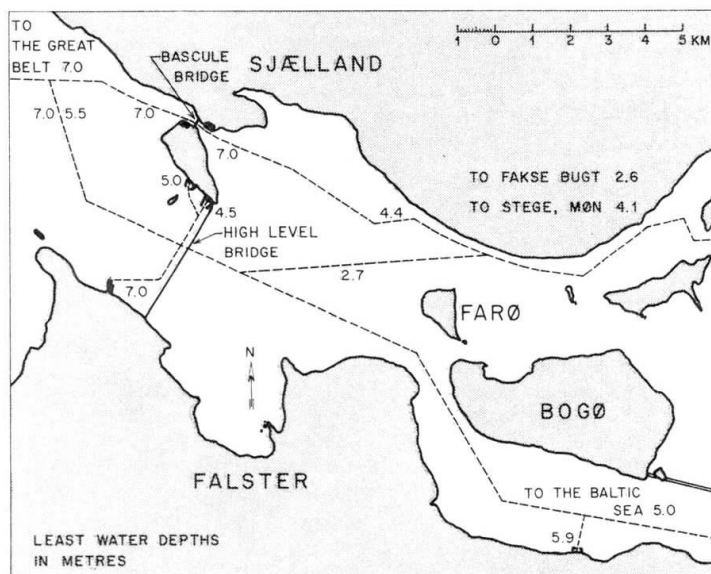 TO
THE GREAT
BELT 7.0
BASCULE
BRIDGE
SJÆLLAND
1 0 1 2 3 4 5 KM
7.0 5.5
7.0
7.0
5.0
4.5
HIGH LEVEL
BRIDGE
7.0
TO FAKSE BUGT 2.6
TO STEGE, MØN 4.1
4.4
2.7
FARØ
N
BOGØ
FALSTER
TO THE BALTIC
SEA 5.0
5.9
LEAST WATER DEPTHS
IN METRES